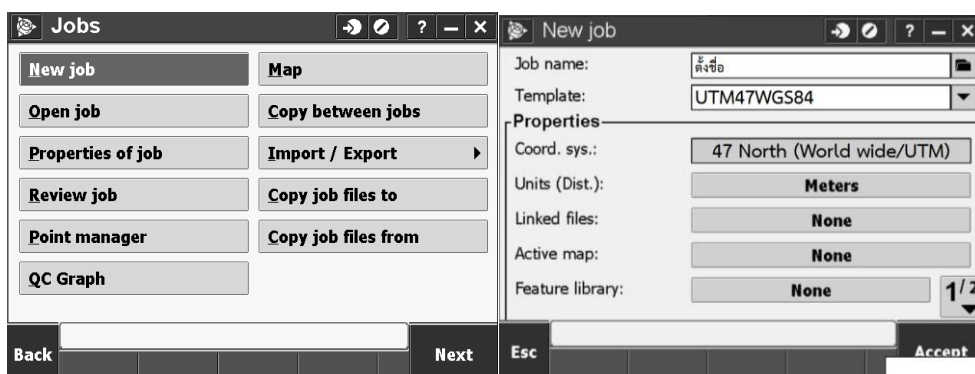 Jobs
? – ×
New job
Map
Open job
Copy between jobs
Properties of job
Import / Export
Review job
Copy job files to
Point manager
Copy job files from
QC Graph
Back
Next
New job
? – ×
Job name:
ตั้งชื่อ
Template:
UTM47WGS84
Properties
Coord. sys.:
47 North (World wide/UTM)
Units (Dist.):
Meters
Linked files:
None
Active map:
None
Feature library:
None
1/2
Esc
Accept